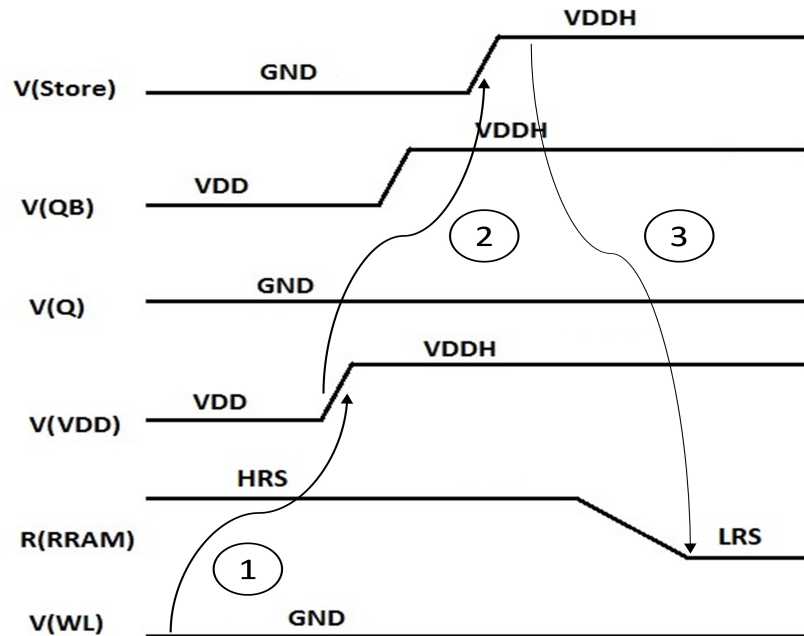 VDDH
GND
V(Store)
VDDH
VDD
V(QB)
2
3
GND
V(Q)
VDDH
VDD
V(VDD)
HRS
LRS
R(RRAM)
1
GND
V(WL)